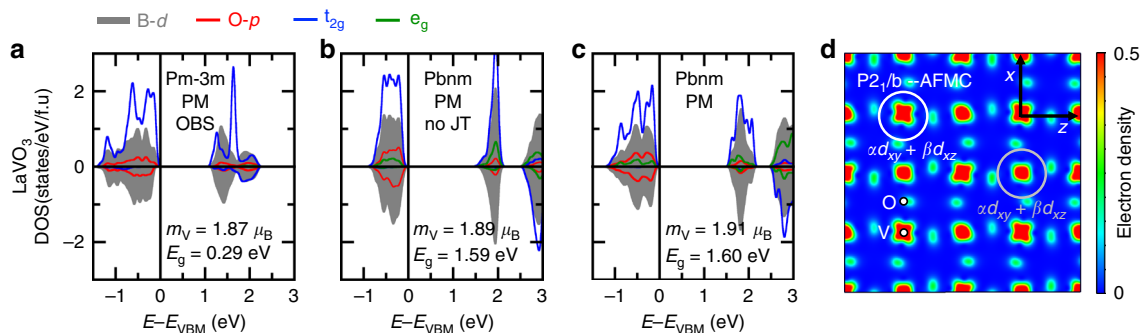 B-d O-p t2g eg
a b c d
LaVO3
DOS(states/eV/f.u)
2
0
−2
Pm-3m
PM
OBS
mV = 1.87 μB
Eg = 0.29 eV
−1 0 1 2 3
E–EVBM (eV)
Pbnm
PM
no JT
mV = 1.89 μB
Eg = 1.59 eV
−1 0 1 2 3
E–EVBM (eV)
Pbnm
PM
mV = 1.91 μB
Eg = 1.60 eV
−1 0 1 2 3
E–EVBM (eV)
P21/b –AFMC
x
z
αdxy + βdxz
αdxy + βdxz
O
V
0.5
0.0
Electron density